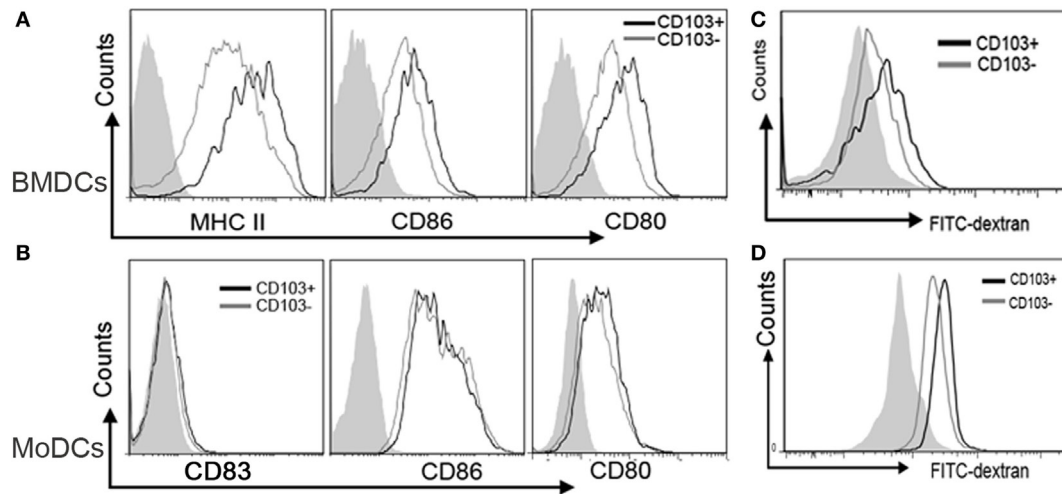 A
CD103+
CD103-
Counts
BMDCs
MHC II
CD86
CD80
C
CD103+
CD103-
Counts
FITC-dextran
B
CD103+
CD103-
Counts
MoDCs
CD83
CD86
CD80
D
CD103+
CD103-
Counts
0
FITC-dextran